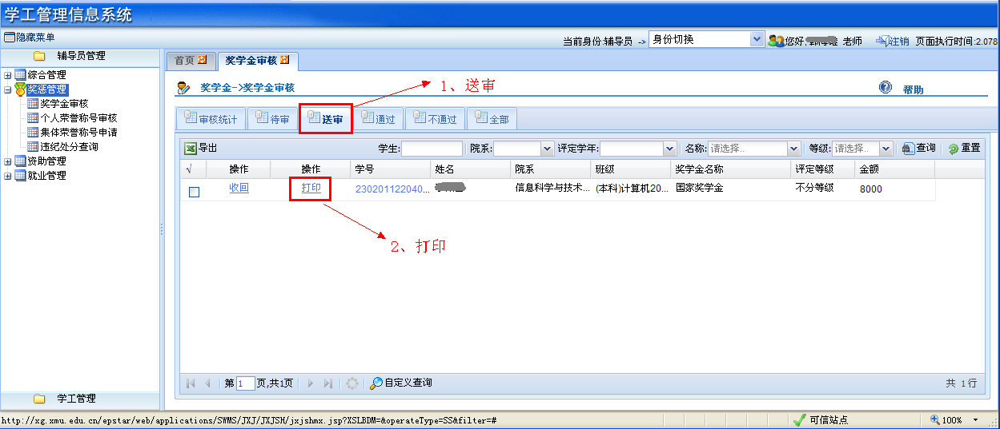 学工管理信息系统
隐藏菜单
当前身份:辅导员 -> 身份切换 您好, 老师 注销 页面执行时间:2.078
辅导员管理
首页 奖学金审核
综合管理
奖惩管理
奖学金审核
个人荣誉称号审核
集体荣誉称号申请
违纪处分查询
资助管理
就业管理
奖学金->奖学金审核
帮助
1、送审
审核统计 待审 送审 通过 不通过 全部
导出 学生: 院系: 评定学年: 名称: 请选择.. 等级: 请选择.. 查询 重置
√ 操作 操作 学号 姓名 院系 班级 奖学金名称 评定等级 金额
收回 打印 230201122040... 信息科学与技术... (本科)计算机20... 国家奖学金 不分等级 8000
2、打印
第 1 页,共1页 自定义查询 共 1行
学工管理
http://xg.xmu.edu.cn/epstar/web/applications/SWMS/JXJ/JXJSH/jxjshmx.jsp?XSLBDM=&operateType=SS&filter=# 可信站点 100%